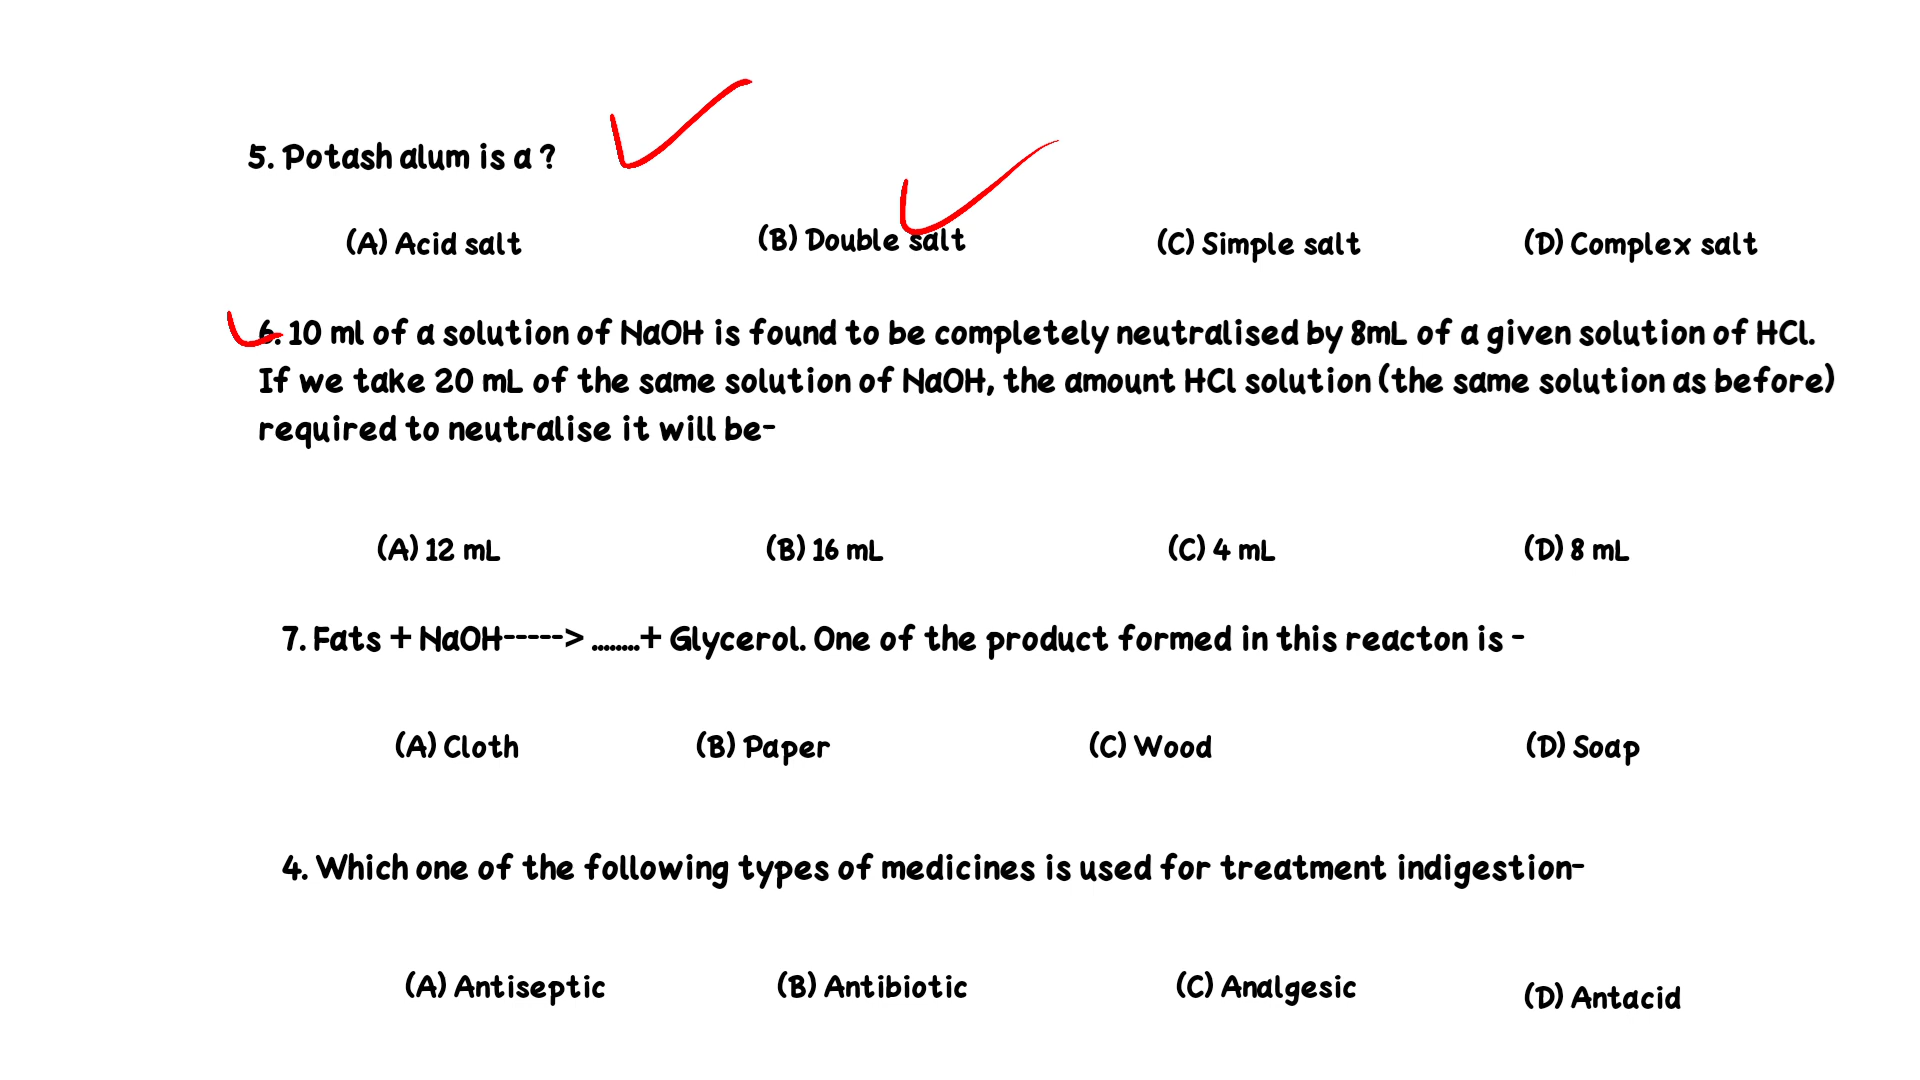 5. Potash alum is a ?
(A) Acid salt (B) Double salt (C) Simple salt (D) Complex salt
6. 10 ml of a solution of NaOH is found to be completely neutralised by 8mL of a given solution of HCl.
If we take 20 mL of the same solution of NaOH, the amount HCl solution (the same solution as before)
required to neutralise it will be-
(A) 12 mL (B) 16 mL (C) 4 mL (D) 8 mL
7. Fats + NaOH-----> ........+ Glycerol. One of the product formed in this reacton is -
(A) Cloth (B) Paper (C) Wood (D) Soap
4. Which one of the following types of medicines is used for treatment indigestion-
(A) Antiseptic (B) Antibiotic (C) Analgesic (D) Antacid